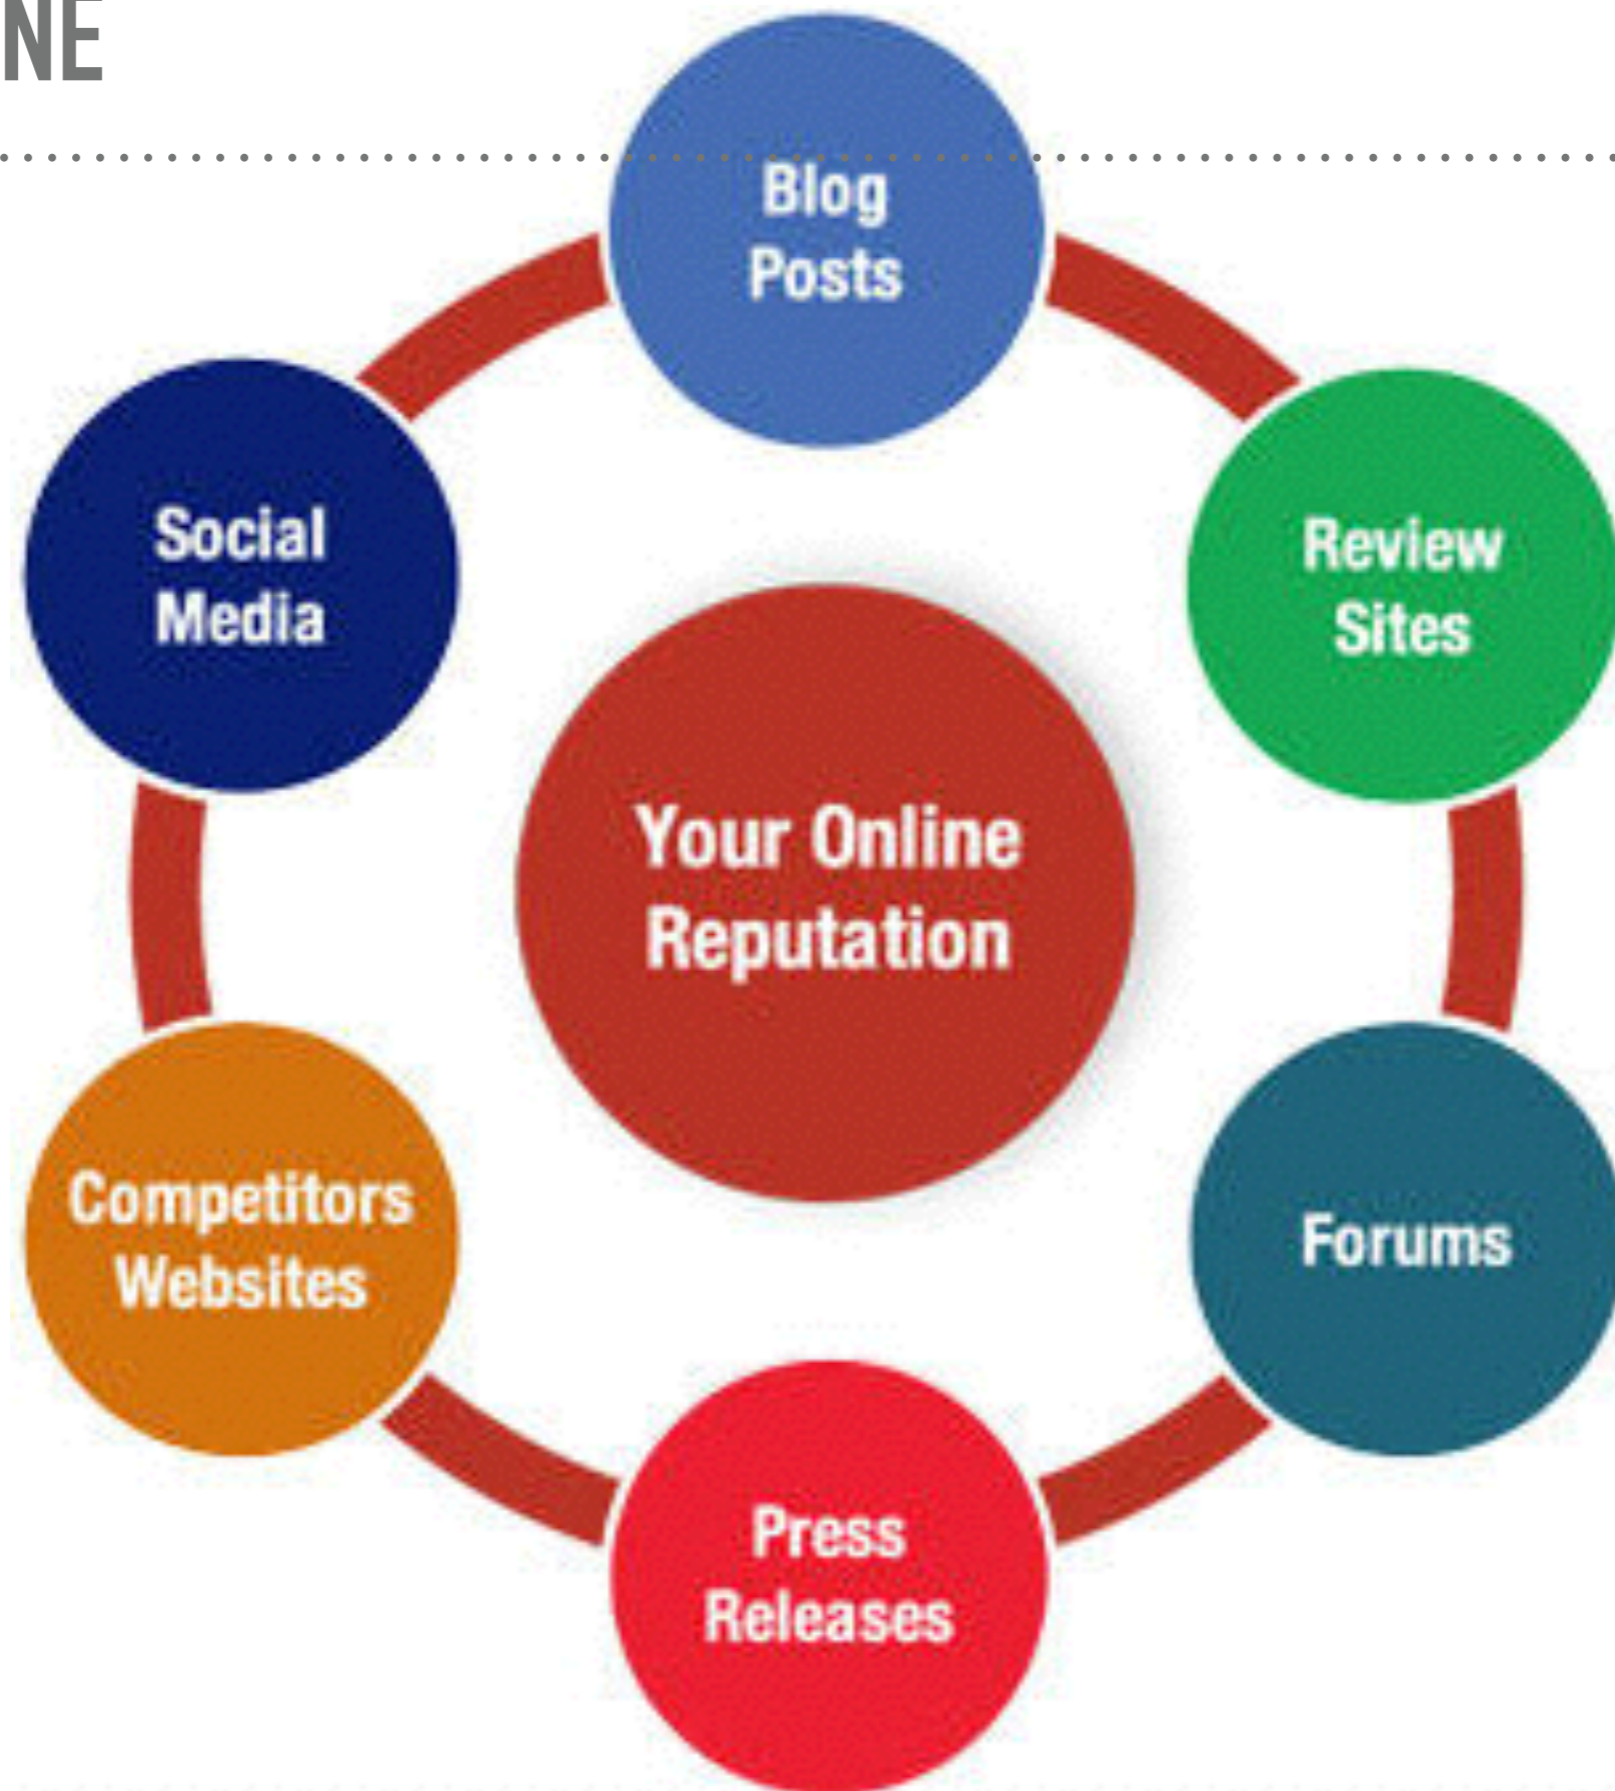 NE
Blog
Posts
Social
Media
Review
Sites
Your Online
Reputation
Competitors
Websites
Forums
Press
Releases